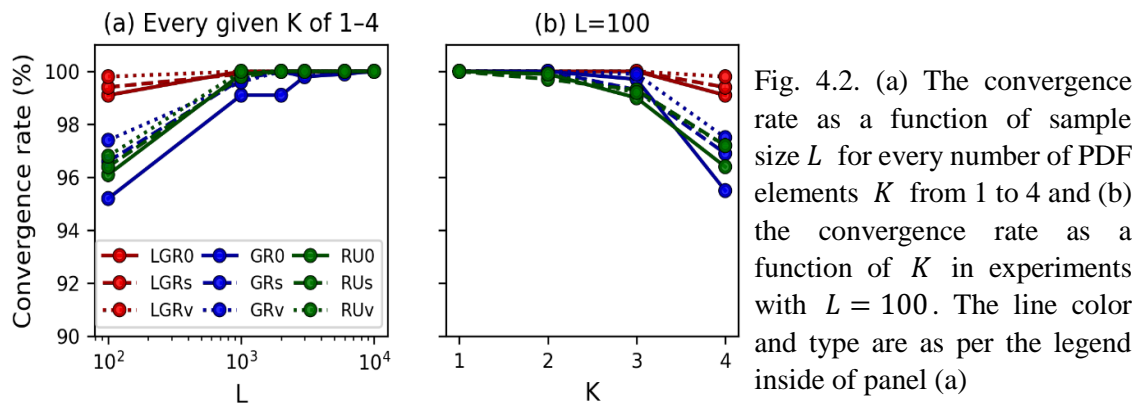 (a) Every given K of 1–4
(b) L=100
Convergence rate (%)
100
98
96
94
92
90
LGR0 GR0 RU0
LGRs GRs RUs
LGRv GRv RUv
10² 10³ 10⁴
L
1 2 3 4
K
Fig. 4.2. (a) The convergence
rate as a function of sample
size L for every number of PDF
elements K from 1 to 4 and (b)
the convergence rate as a
function of K in experiments
with L = 100. The line color
and type are as per the legend
inside of panel (a)